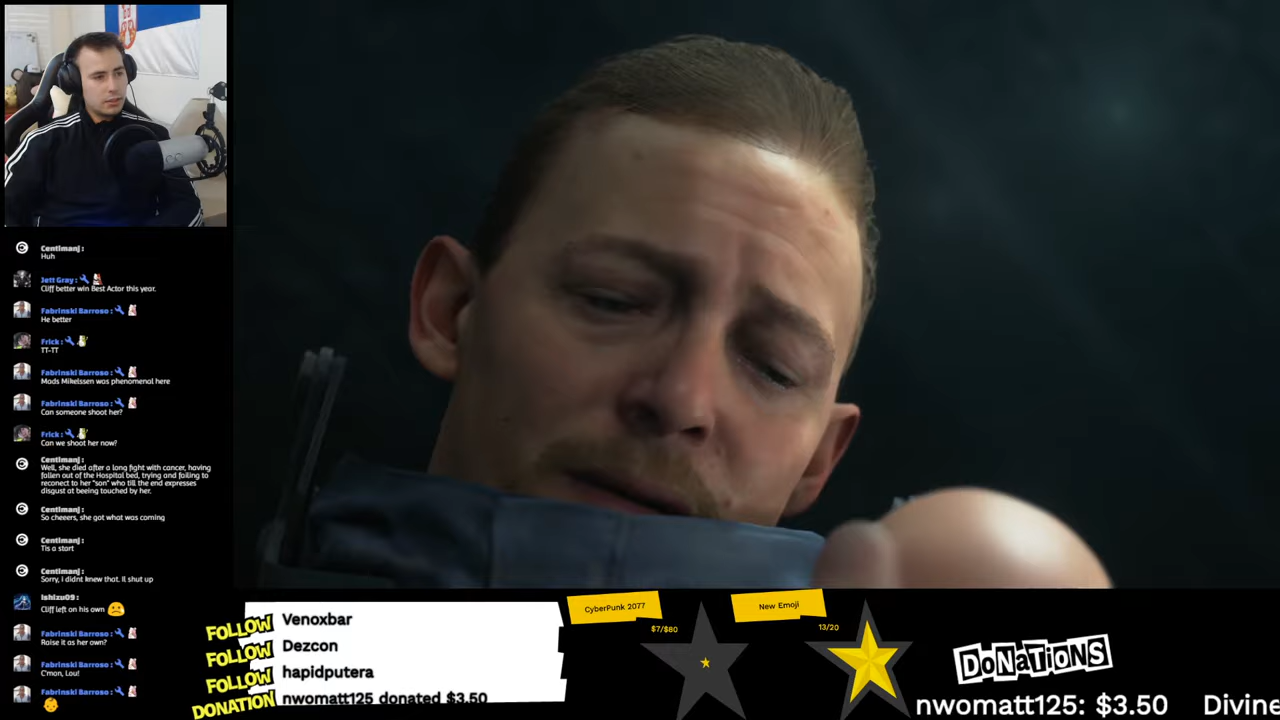 Centimanj :
Huh
Jett Gray :
Cliff better win Best Actor this year.
Fabrinski Barroso :
He better
Frick :
TT-TT
Fabrinski Barroso :
Mads Mikelssen was phenomenal here
Fabrinski Barroso :
Can someone shoot her?
Frick :
Can we shoot her now?
Centimanj :
Well, she died after a long fight with cancer, having
fallen out of the Hospital bed, trying and failing to
reconect to her "son" who till the end expresses
disgust at beeing touched by her.
Centimanj :
So cheeers, she got what was coming
Centimanj :
Tis a start
Centimanj :
Sorry, i didnt knew that. Il shut up
ishizu09 :
Cliff left on his own
Fabrinski Barroso :
Raise it as her own?
Fabrinski Barroso :
C'mon, Lou!
Fabrinski Barroso :
FOLLOW Venoxbar
FOLLOW Dezcon
FOLLOW hapidputera
DONATION nwomatt125 donated $3.50
CyberPunk 2077
$7/$80
New Emoji
13/20
DoNaTiONS
nwomatt125: $3.50 Divine